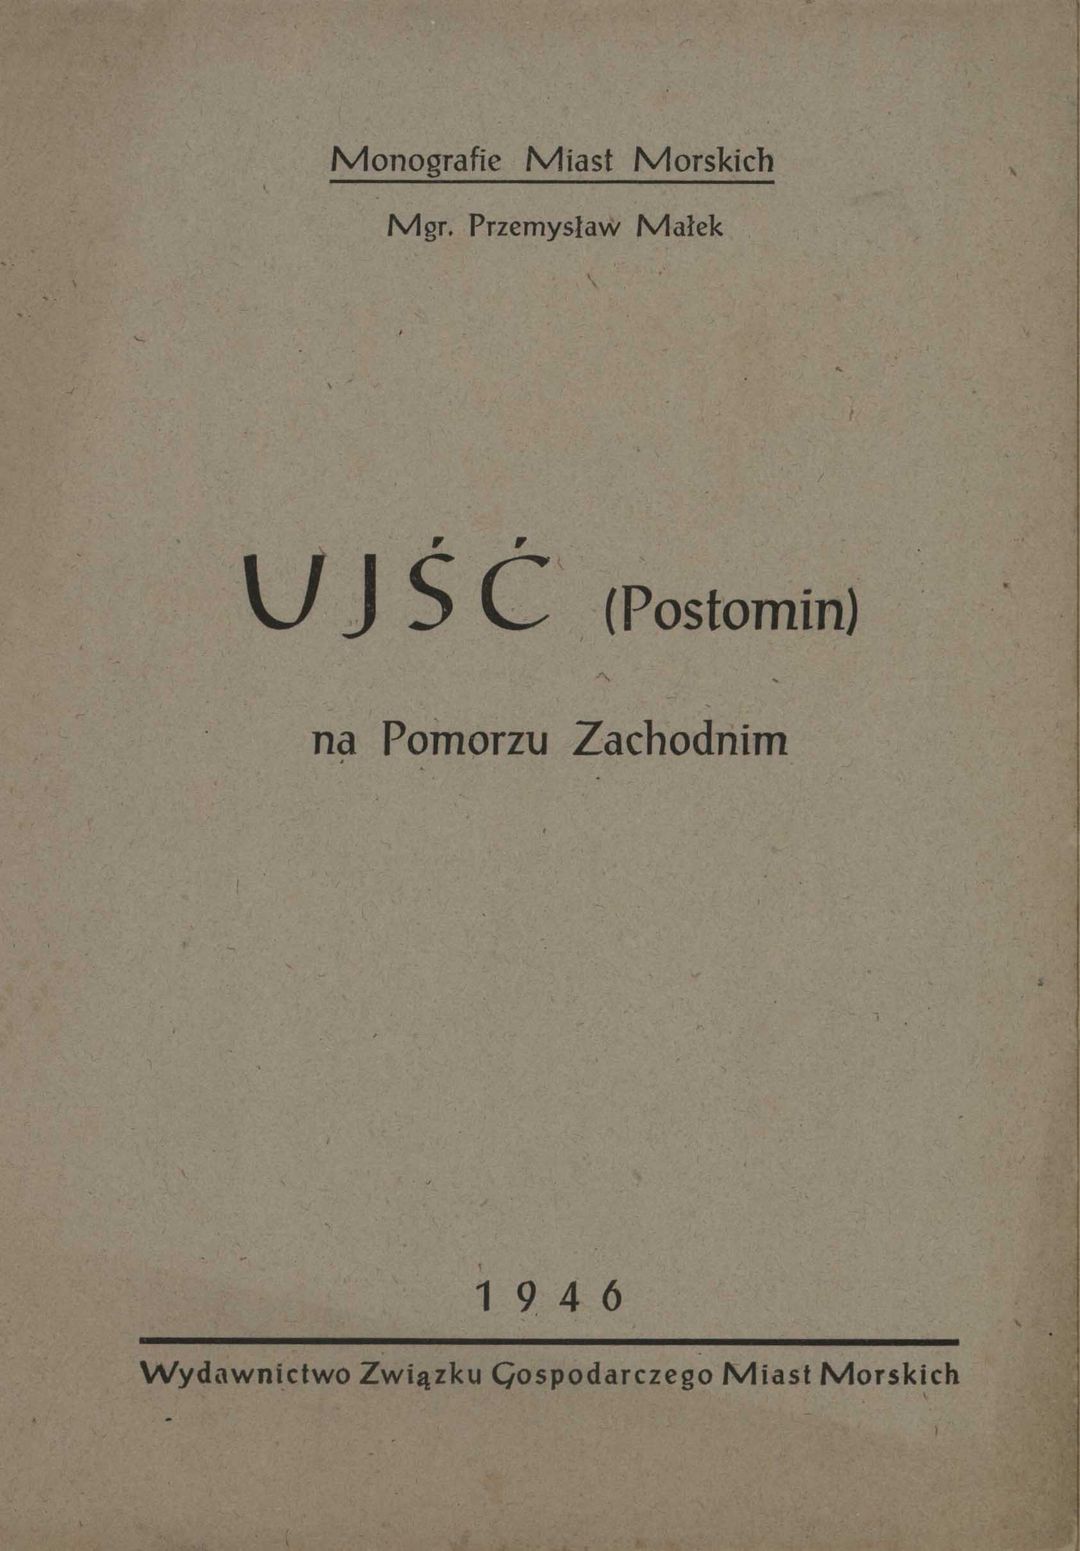 Monografie Miast Morskich
Mgr. Przemysław Małek
UJŚĆ (Postomin)
na Pomorzu Zachodnim
1946
Wydawnictwo Związku Gospodarczego Miast Morskich